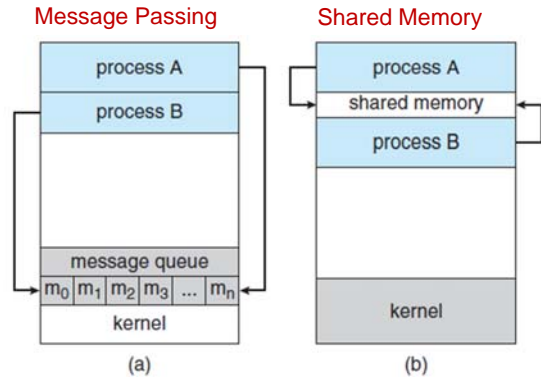 Message Passing
Shared Memory
process A
process B
message queue
m0 m1 m2 m3 ... mn
kernel
(a)
process A
shared memory
process B
kernel
(b)